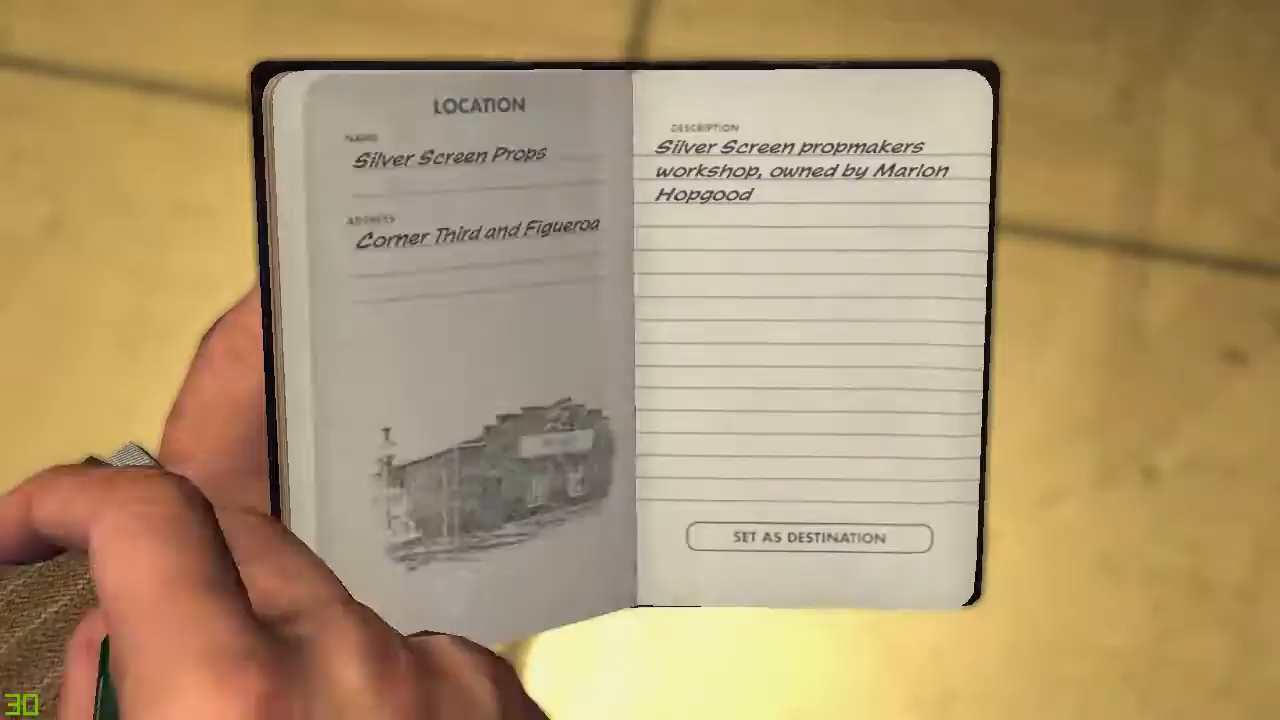 LOCATION
NAME
Silver Screen Props
ADDRESS
Corner Third and Figueroa
DESCRIPTION
Silver Screen propmakers
workshop, owned by Marlon
Hopgood
SET AS DESTINATION
30